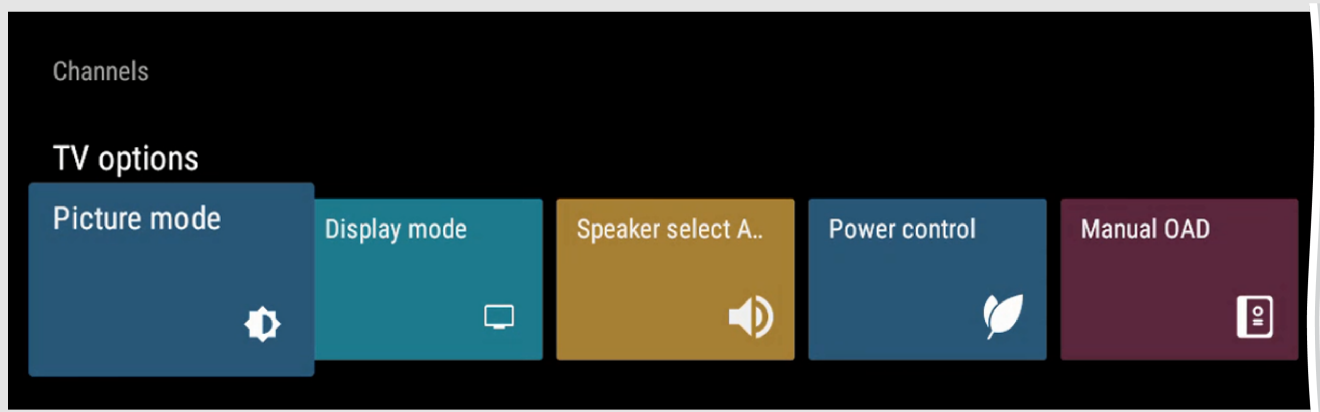 Channels
TV options
Picture mode
Display mode
Speaker select A..
Power control
Manual OAD